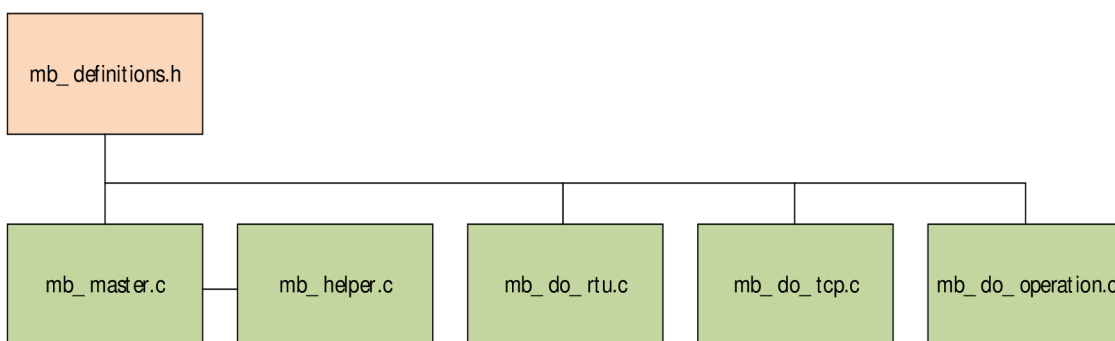 mb_definitions.h
mb_master.c
mb_helper.c
mb_do_rtu.c
mb_do_tcp.c
mb_do_operation.c